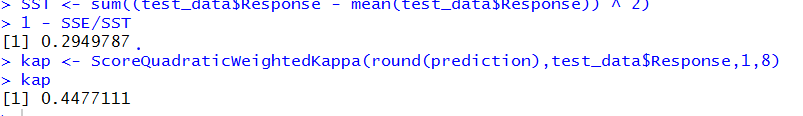 > SST <- sum((test_data$Response - mean(test_data$Response)) ^ 2)
> 1 - SSE/SST
[1] 0.2949787
> kap <- ScoreQuadraticWeightedKappa(round(prediction),test_data$Response,1,8)
> kap
[1] 0.4477111
>